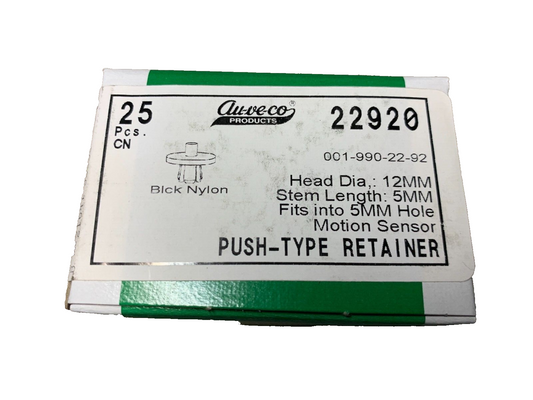 25
Pcs.
CN
au-ve-co
PRODUCTS
22920
001-990-22-92
Blck Nylon
Head Dia,: 12MM
Stem Length: 5MM
Fits into 5MM Hole
Motion Sensor
PUSH-TYPE RETAINER